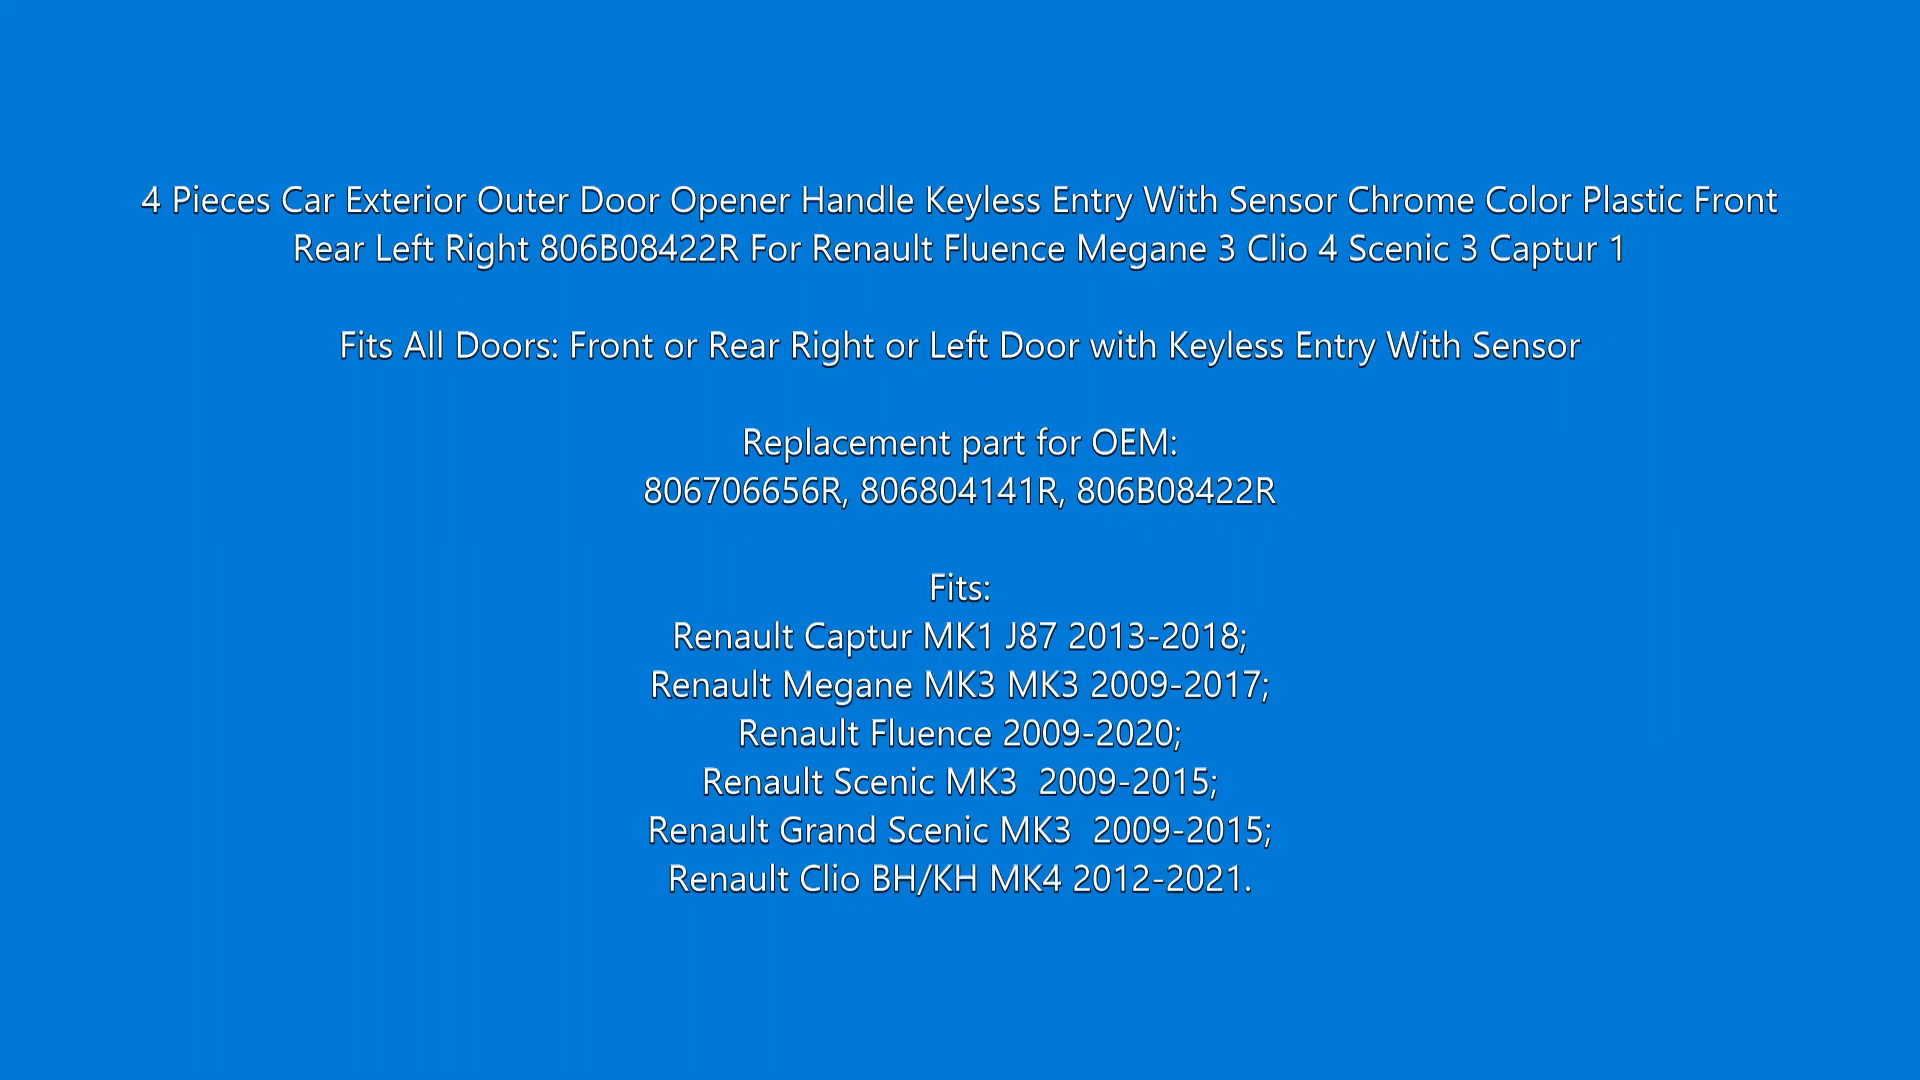 4 Pieces Car Exterior Outer Door Opener Handle Keyless Entry With Sensor Chrome Color Plastic Front
Rear Left Right 806B08422R For Renault Fluence Megane 3 Clio 4 Scenic 3 Captur 1
Fits All Doors: Front or Rear Right or Left Door with Keyless Entry With Sensor
Replacement part for OEM:
806706656R, 806804141R, 806B08422R
Fits:
Renault Captur MK1 J87 2013-2018;
Renault Megane MK3 MK3 2009-2017;
Renault Fluence 2009-2020;
Renault Scenic MK3  2009-2015;
Renault Grand Scenic MK3  2009-2015;
Renault Clio BH/KH MK4 2012-2021.